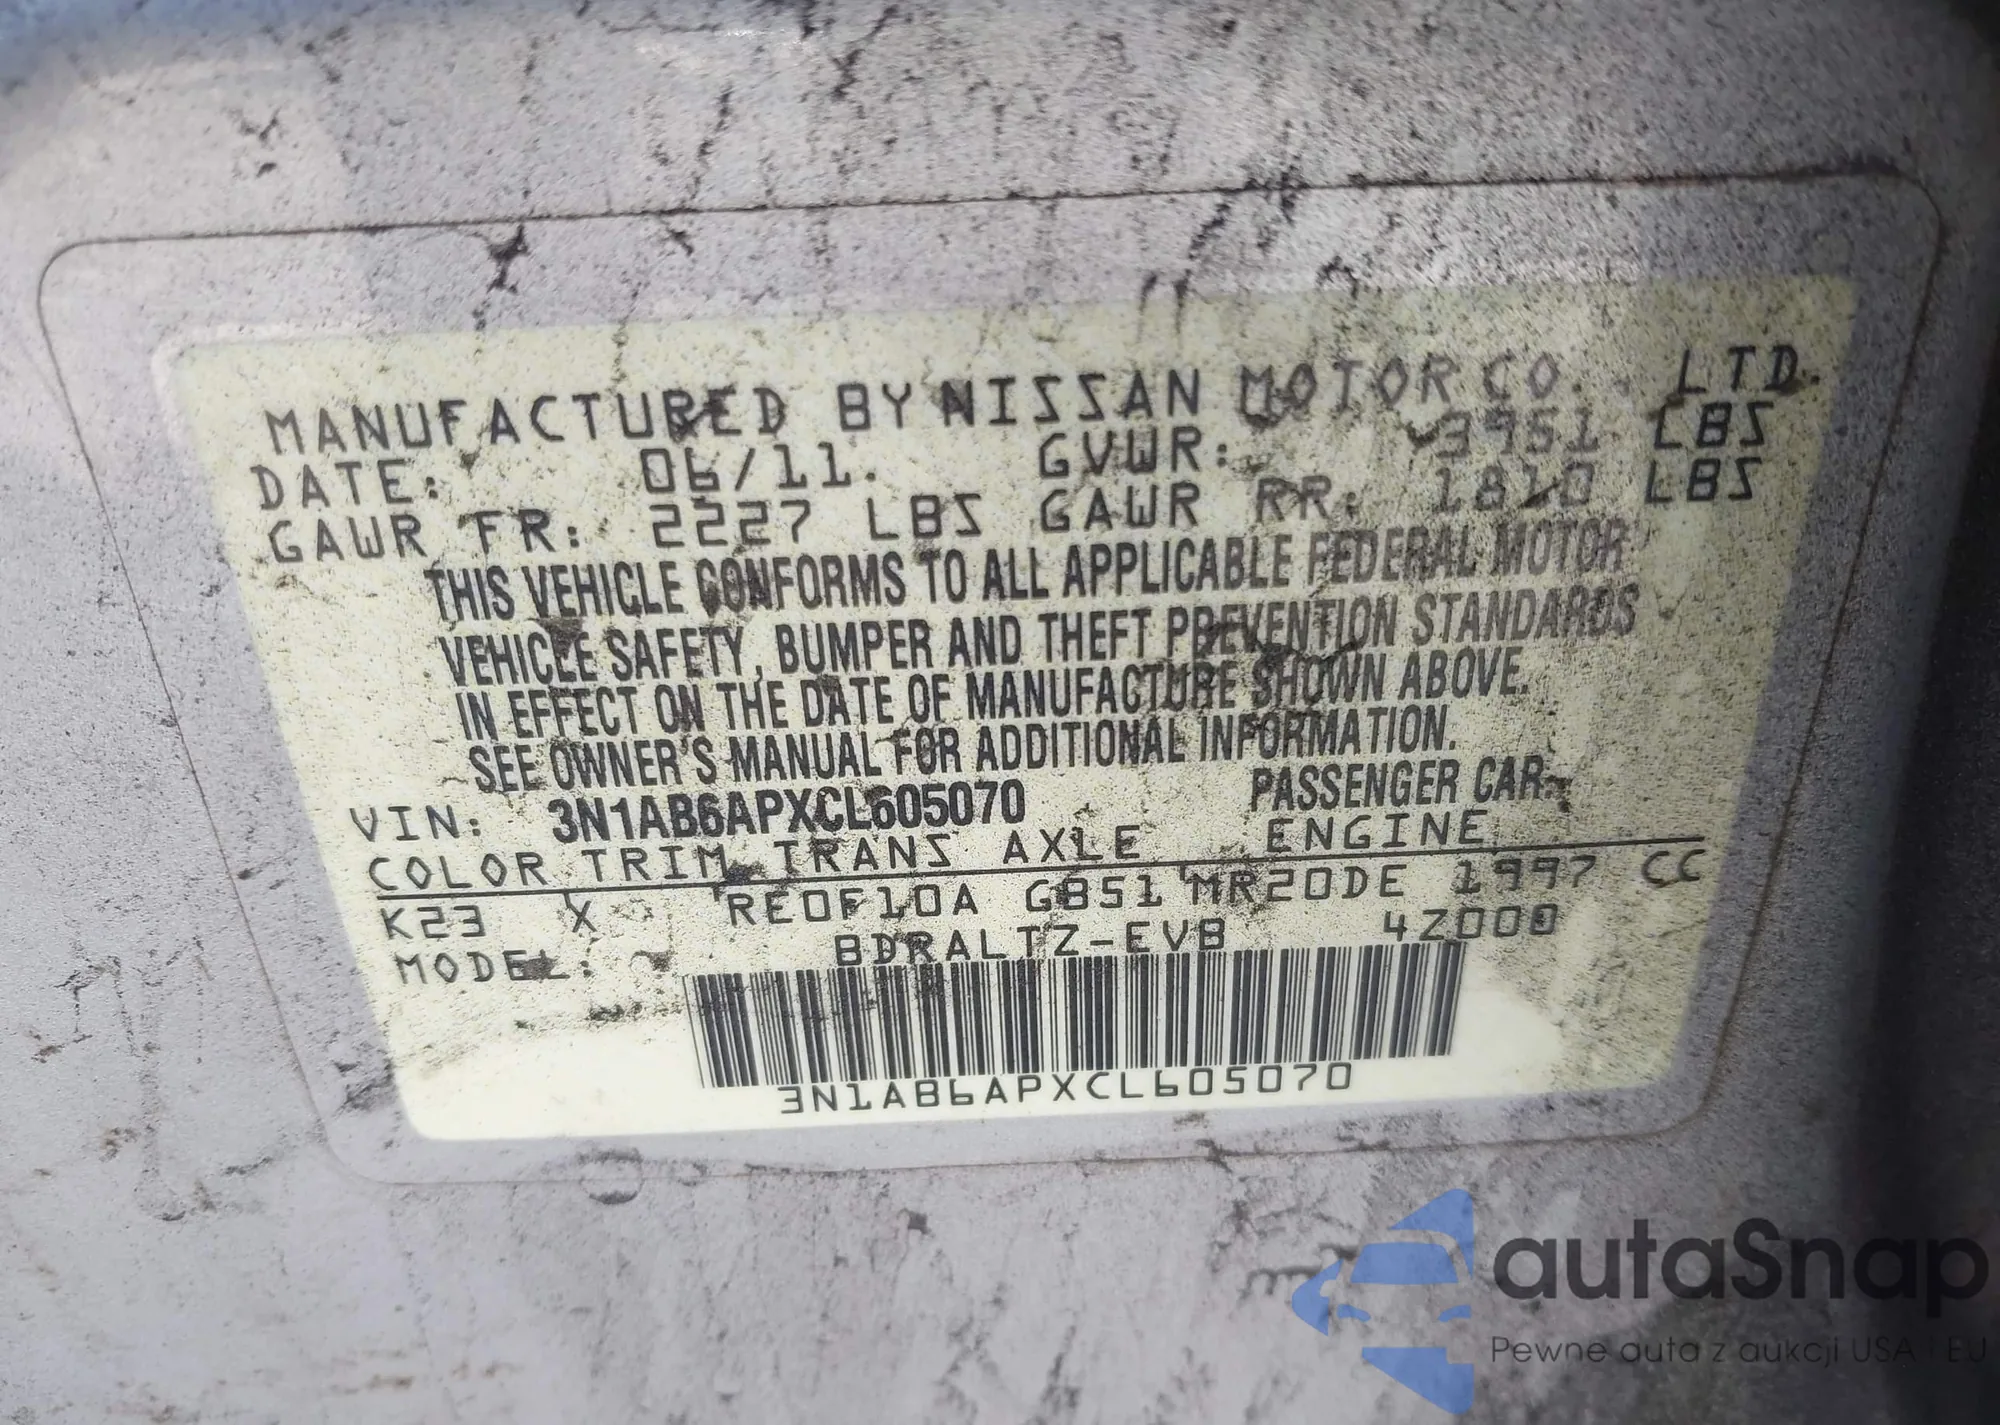 MANUFACTURED BY NISSAN MOTOR CO. LTD.
DATE: 06/11. GVWR: 3951 LBS
GAWR FR: 2227 LBS GAWR RR: 1810 LBS
THIS VEHICLE CONFORMS TO ALL APPLICABLE FEDERAL MOTOR
VEHICLE SAFETY, BUMPER AND THEFT PREVENTION STANDARDS
IN EFFECT ON THE DATE OF MANUFACTURE SHOWN ABOVE.
SEE OWNER'S MANUAL FOR ADDITIONAL INFORMATION.
VIN: 3N1AB6APXCL605070 PASSENGER CAR
COLOR TRIM TRANS AXLE ENGINE
K23 X RE0F10A GB51 MR20DE 1997 CC
MODEL: BDRALTZ-EVB 4Z000
3N1AB6APXCL605070
autaSnap
Pewne auta z aukcji USA i EU